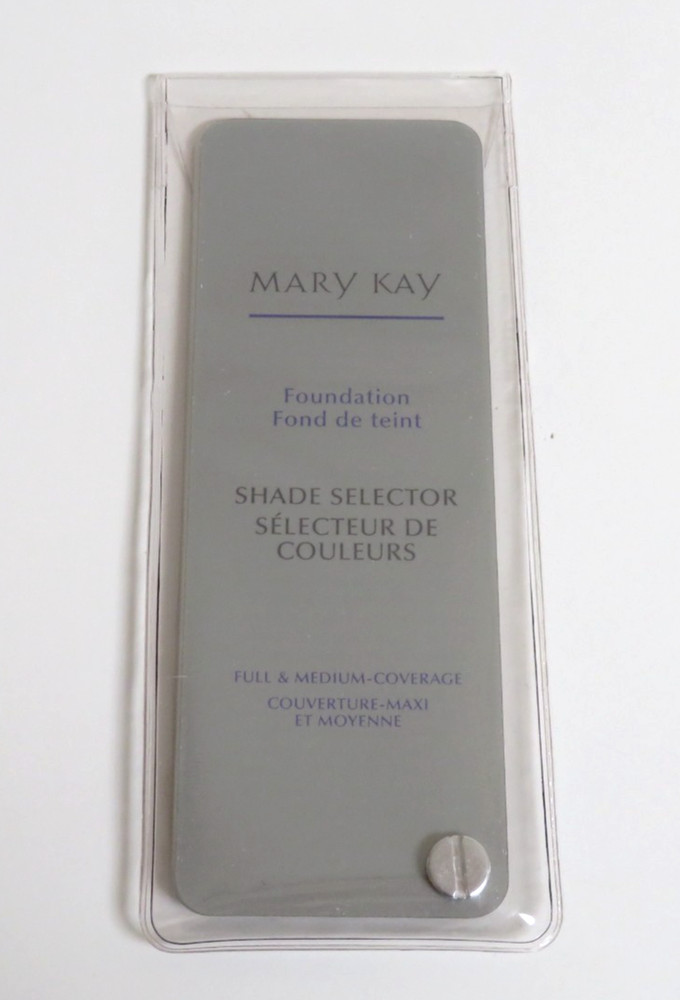 MARY KAY
Foundation
Fond de teint
SHADE SELECTOR
SÉLECTEUR DE
COULEURS
FULL & MEDIUM-COVERAGE
COUVERTURE-MAXI
ET MOYENNE